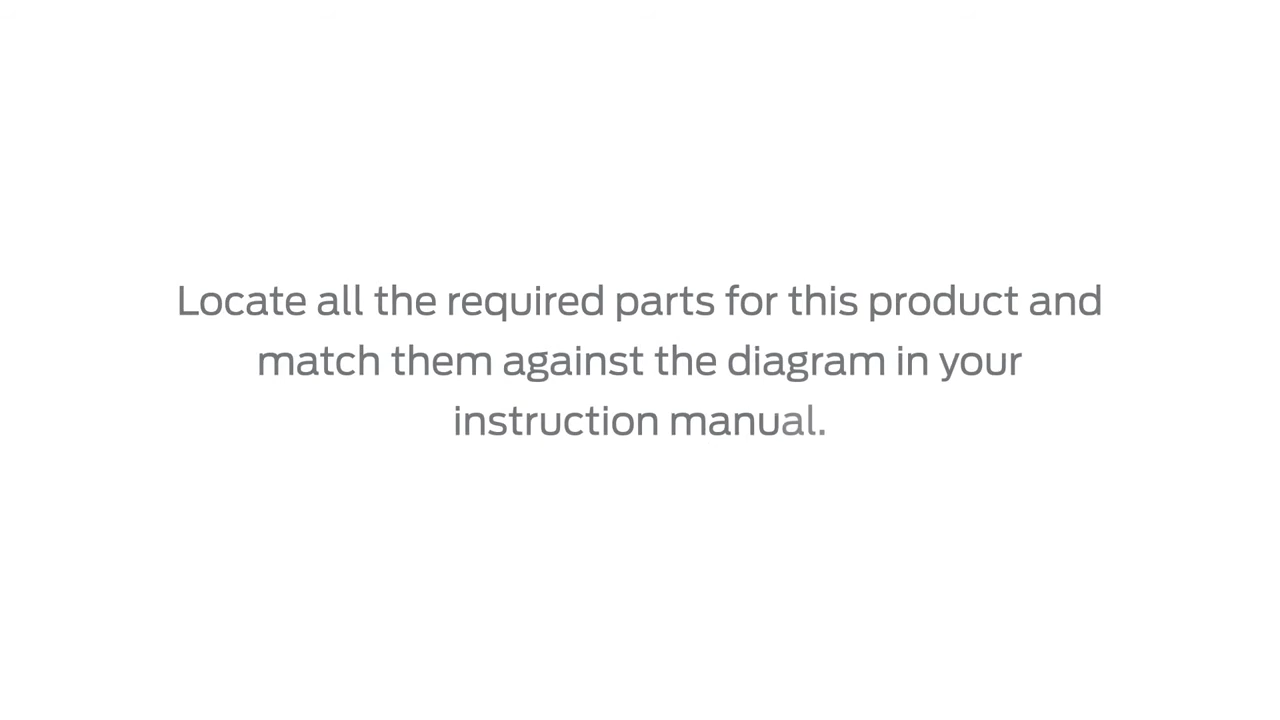 Locate all the required parts for this product and
match them against the diagram in your
instruction manual.